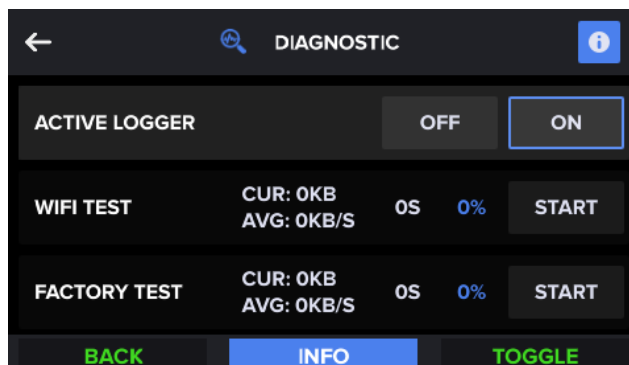 DIAGNOSTIC
ACTIVE LOGGER OFF ON
WIFI TEST CUR: 0KB 0S 0% START
AVG: 0KB/S
FACTORY TEST CUR: 0KB 0S 0% START
AVG: 0KB/S
BACK INFO TOGGLE